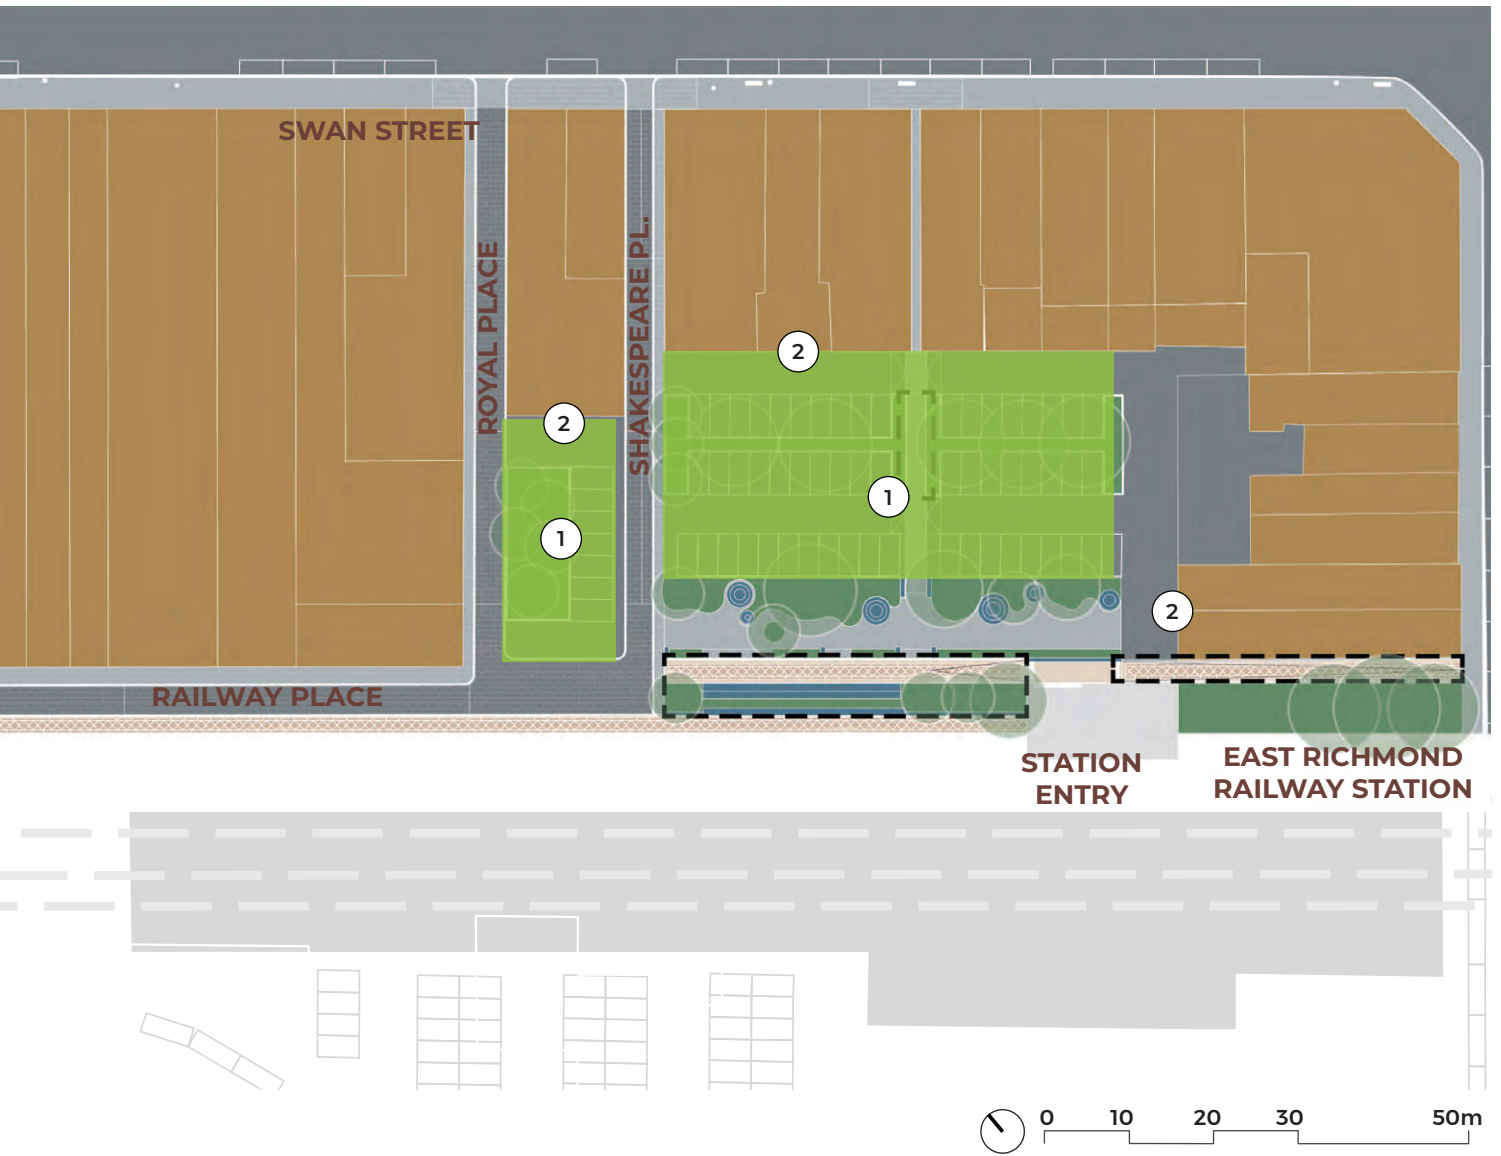 SWAN STREET
ROYAL PLACE
SHAKESPEARE PL.
2
2
1
1
2
RAILWAY PLACE
STATION
ENTRY
EAST RICHMOND
RAILWAY STATION
0 10 20 30 50m